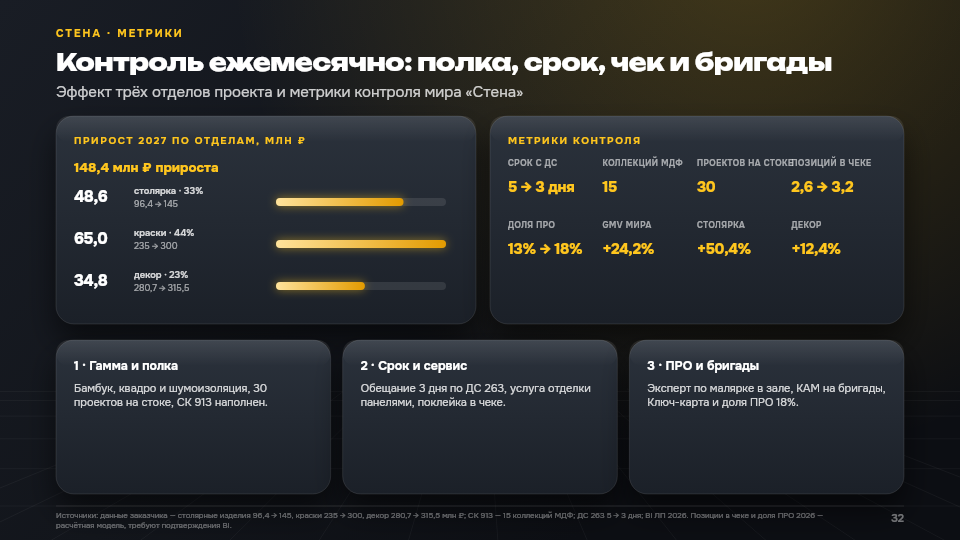 СТЕНА · МЕТРИКИ
Контроль ежемесячно: полка, срок, чек и бригады
Эффект трёх отделов проекта и метрики контроля мира «Стена»
ПРИРОСТ 2027 ПО ОТДЕЛАМ, МЛН ₽
148,4 млн ₽ прироста
48,6
столярка · 33%
96,4 → 145
65,0
краски · 44%
235 → 300
34,8
декор · 23%
280,7 → 315,5
МЕТРИКИ КОНТРОЛЯ
СРОК С ДС
5 → 3 дня
КОЛЛЕКЦИЙ МДФ
15
ПРОЕКТОВ НА СТОКЕ
30
ПОЗИЦИЙ В ЧЕКЕ
2,6 → 3,2
ДОЛЯ ПРО
13% → 18%
GMV МИРА
+24,2%
СТОЛЯРКА
+50,4%
ДЕКОР
+12,4%
1 · Гамма и полка
Бамбук, квадро и шумоизоляция, 30
проектов на стоке, СК 913 наполнен.
2 · Срок и сервис
Обещание 3 дня по ДС 263, услуга отделки
панелями, поклейка в чеке.
3 · ПРО и бригады
Эксперт по малярке в зале, КАМ на бригады,
Ключ-карта и доля ПРО 18%.
Источники: данные заказчика — столярные изделия 96,4 → 145, краски 235 → 300, декор 280,7 → 315,5 млн ₽; СК 913 — 15 коллекций МДФ; ДС 263 5 → 3 дня; BI ЛП 2026. Позиции в чеке и доля ПРО 2026 —
расчётная модель, требуют подтверждения BI.
32